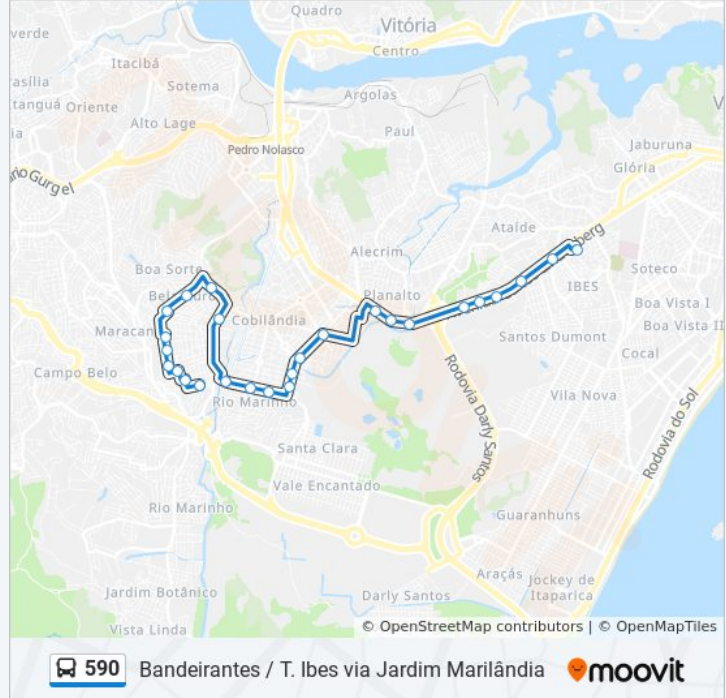 Quadro
Vitória
Centro
verde
Itacibá
Sotema
asília
Itanguá Oriente
Argolas
Alto Lage
Paul
Pedro Nolasco
Jaburuna
Glória
rio Gurgel
Ataíde
berg
Alecrim
Boa Sorte
Soteco
IBES
Planalto
Boa Vista I
Cobilândia
Boa Vista II
Maracan
Santos Dumont
Cocal
Campo Belo
Rodovia Darly Santos
Vila Nova
Rio Marinho
Rodovia do Sol
Santa Clara
Vale Encantado
Rio Marinho
Guaranhuns
Araçás
Jockey de
Itaparica
Jardim Botânico
Darly Santos
Vista Linda
© OpenStreetMap contributors | © OpenMapTiles
590 Bandeirantes / T. Ibes via Jardim Marilândia moovit